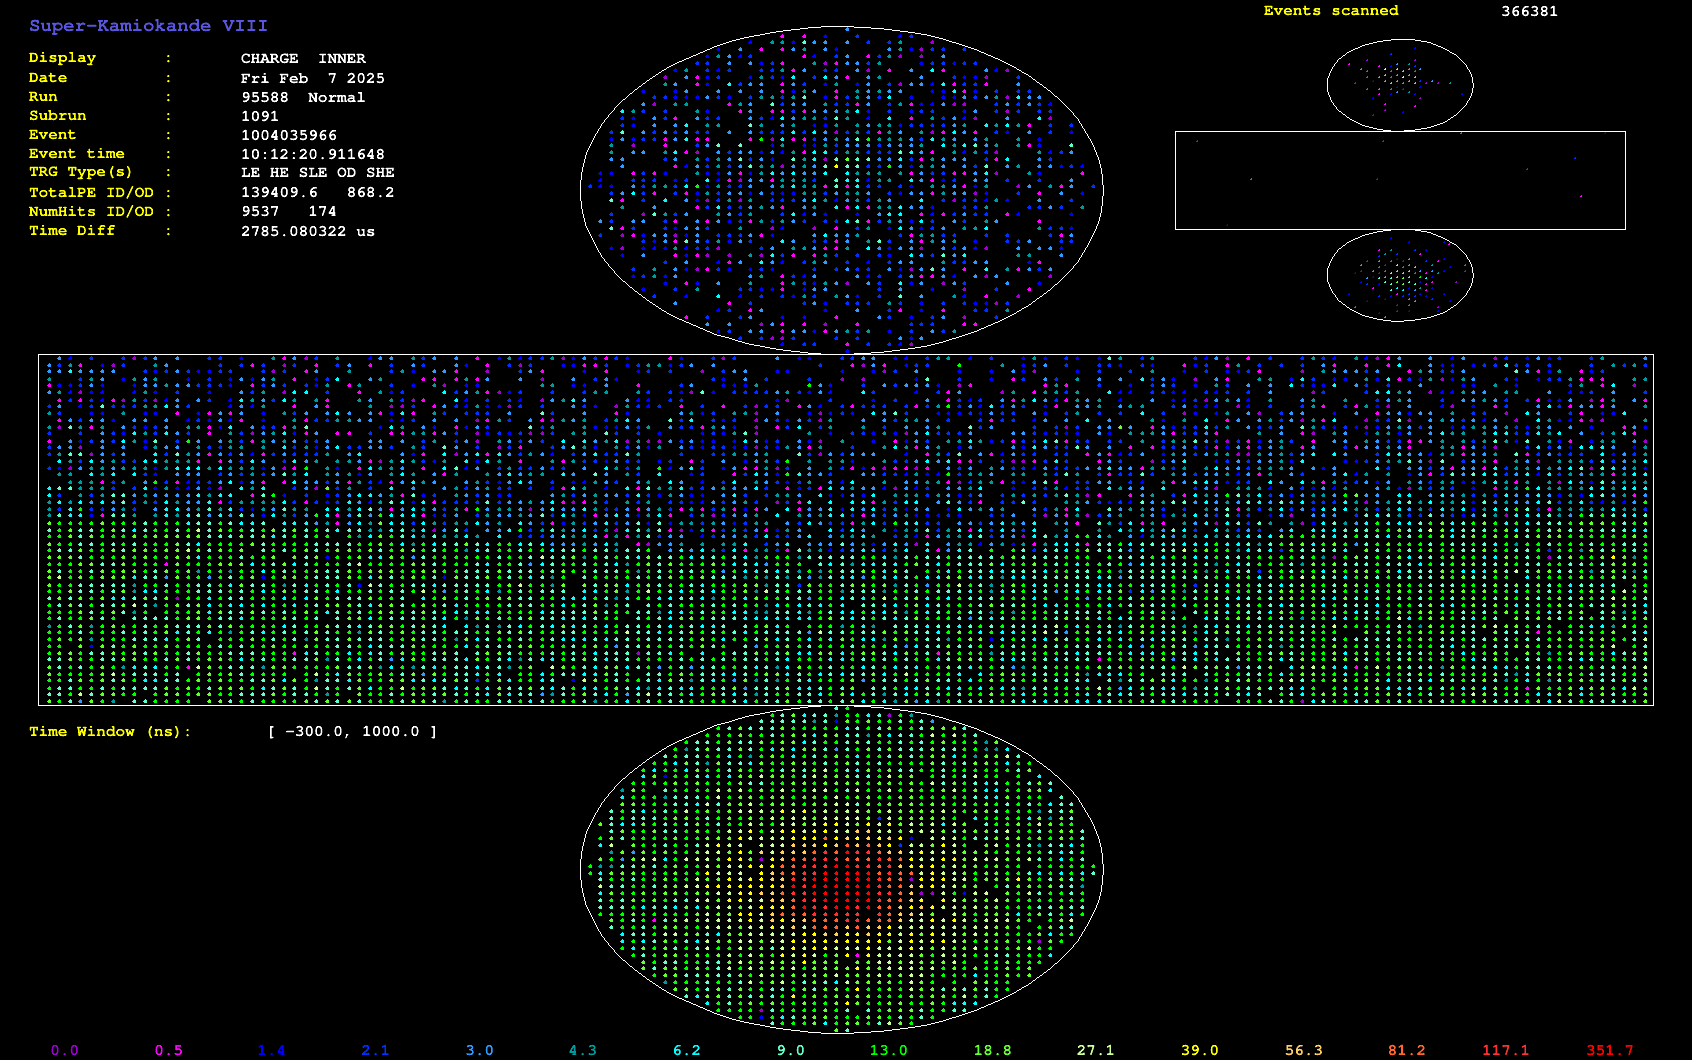 Super-Kamiokande VIII
Display : CHARGE INNER
Date : Fri Feb 7 2025
Run : 95588 Normal
Subrun : 1091
Event : 1004035966
Event time : 10:12:20.911648
TRG Type(s) : LE HE SLE OD SHE
TotalPE ID/OD : 139409.6 868.2
NumHits ID/OD : 9537 174
Time Diff : 2785.080322 us
Events scanned 366381
Time Window (ns): [ -300.0, 1000.0 ]
0.0 0.5 1.4 2.1 3.0 4.3 6.2 9.0 13.0 18.8 27.1 39.0 56.3 81.2 117.1 351.7